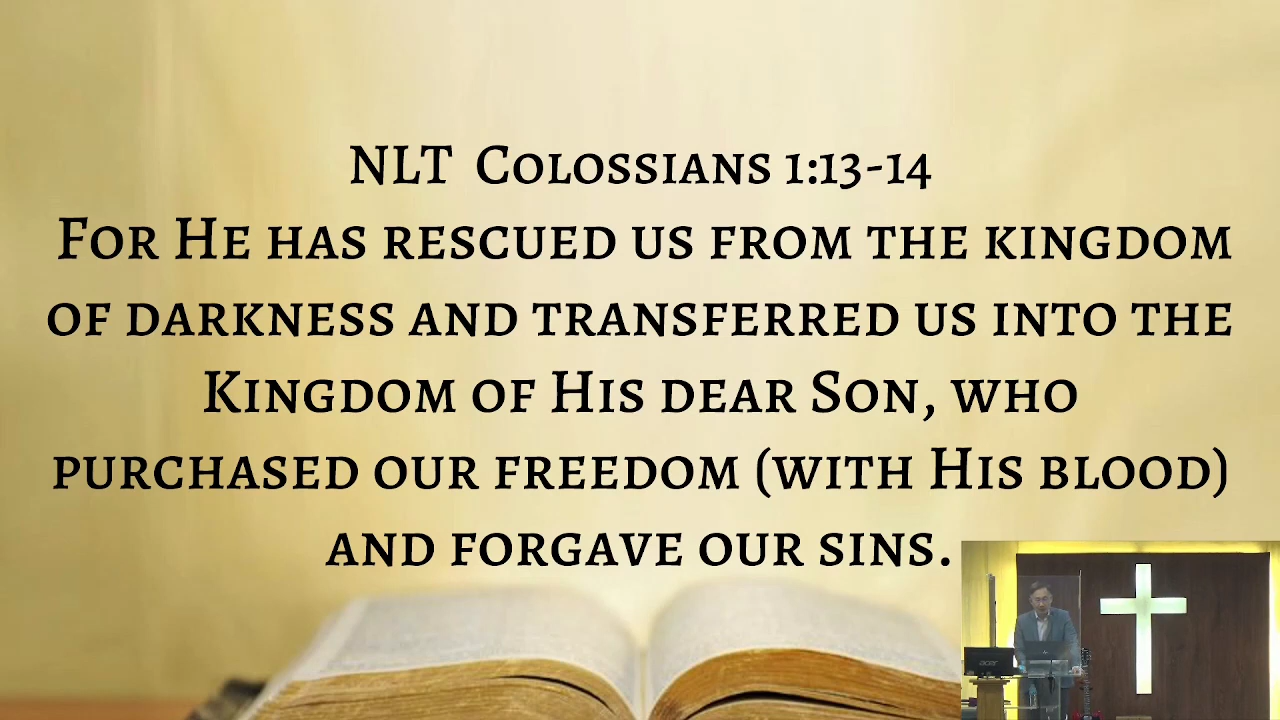 NLT Colossians 1:13-14
For He has rescued us from the kingdom
of darkness and transferred us into the
Kingdom of His dear Son, who
purchased our freedom (with His blood)
and forgave our sins.
acer